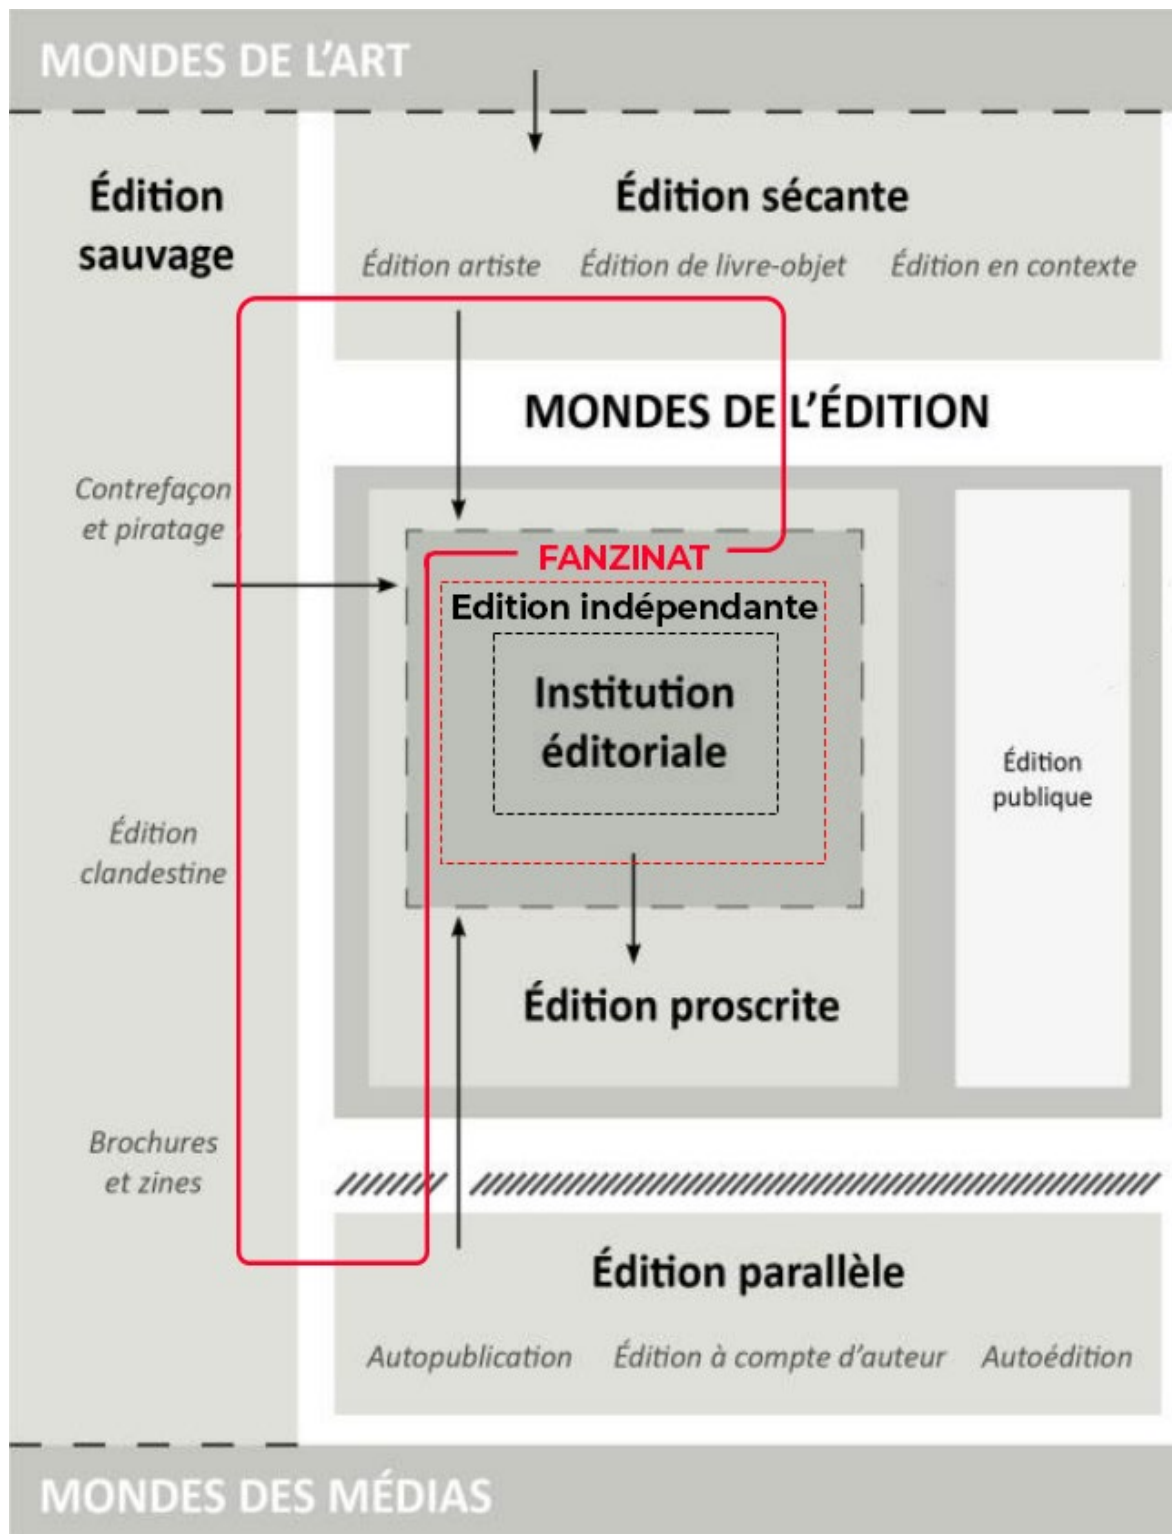 MONDES DE L'ART
Édition
sauvage
Édition sécante
Édition artiste Édition de livre-objet Édition en contexte
MONDES DE L'ÉDITION
Contrefaçon
et piratage
FANZINAT
Edition indépendante
Institution
éditoriale
Édition
publique
Édition
clandestine
Édition proscrite
Brochures
et zines
Édition parallèle
Autopublication Édition à compte d'auteur Autoédition
MONDES DES MÉDIAS